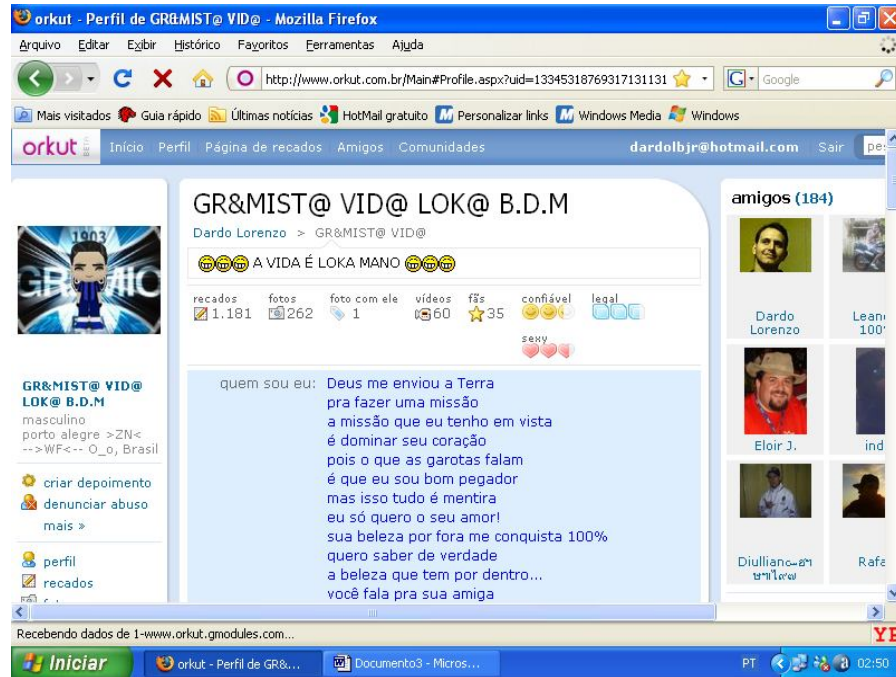 orkut - Perfil de GR&MIST@ VID@ - Mozilla Firefox
Arquivo Editar Exibir Histórico Favoritos Ferramentas Ajuda
http://www.orkut.com.br/Main#Profile.aspx?uid=13345318769317131131
G Google
Mais visitados Guia rápido Últimas notícias HotMail gratuito Personalizar links Windows Media Windows
orkut BETA Início Perfil Página de recados Amigos Comunidades dardolbjr@hotmail.com Sair pe
1903
GRÊMIO
GR&MIST@ VID@
LOK@ B.D.M
masculino
porto alegre >ZN<
-->WF<-- O_o, Brasil
criar depoimento
denunciar abuso
mais »
perfil
recados
GR&MIST@ VID@ LOK@ B.D.M
Dardo Lorenzo > GR&MIST@ VID@
A VIDA É LOKA MANO
recados fotos foto com ele vídeos fãs confiável legal
1.181 262 1 60 35
sexy
quem sou eu: Deus me enviou a Terra
pra fazer uma missão
a missão que eu tenho em vista
é dominar seu coração
pois o que as garotas falam
é que eu sou bom pegador
mas isso tudo é mentira
eu só quero o seu amor!
sua beleza por fora me conquista 100%
quero saber de verdade
a beleza que tem por dentro...
você fala pra sua amiga
amigos (184)
Dardo
Lorenzo
Lean
100
Eloir J.
ind
Rafa
Recebendo dados de 1-www.orkut.gmodules.com...
Iniciar orkut - Perfil de GR&... Documento3 - Micros... PT 02:50